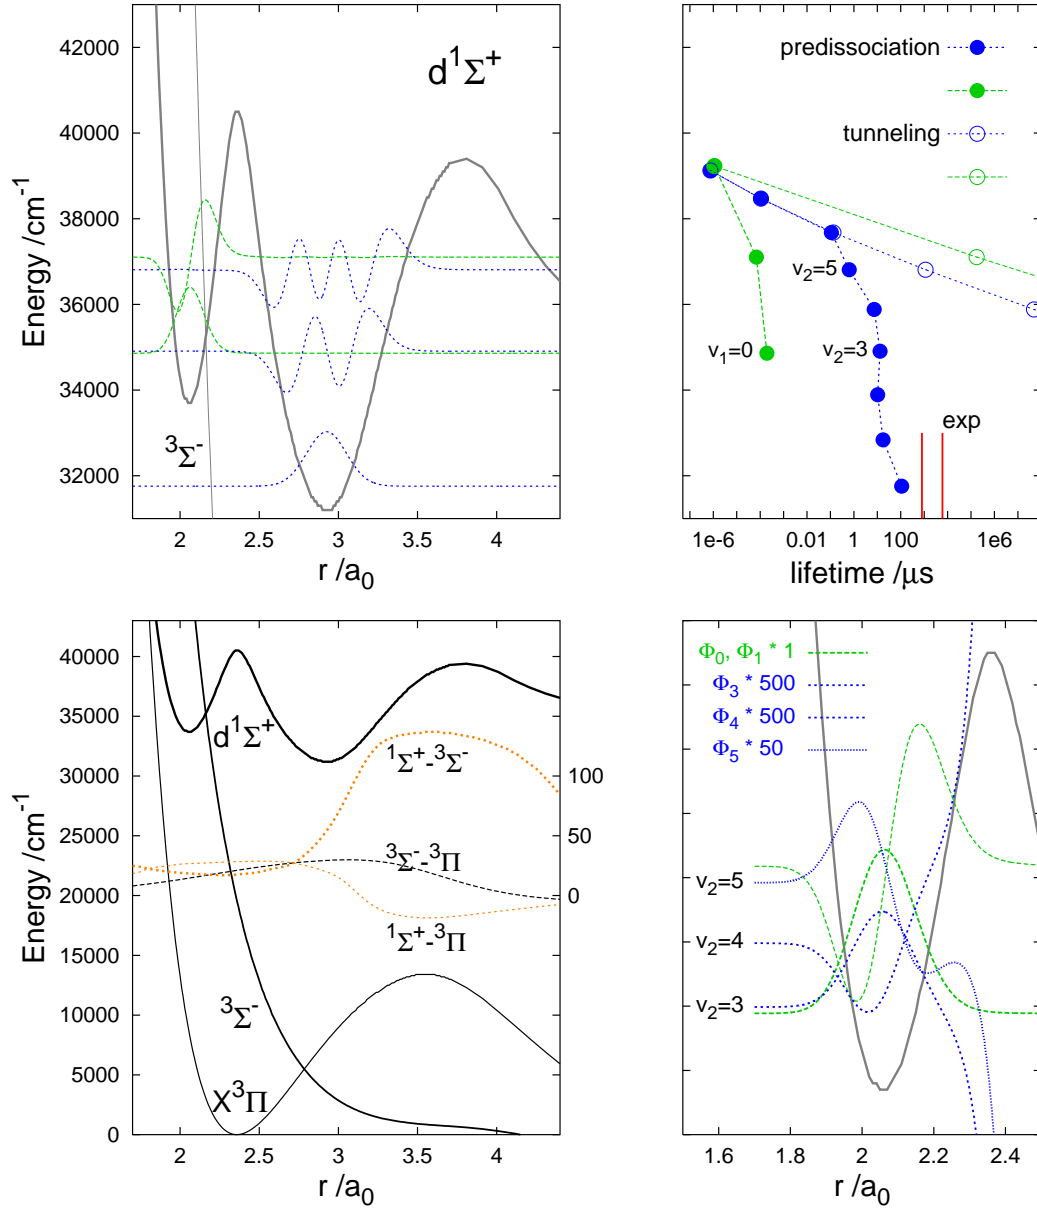 42000
40000
38000
36000
34000
32000
Energy /cm⁻¹
d¹Σ⁺
³Σ⁻
2 2.5 3 3.5 4
r /a₀
predissociation
tunneling
v₂=5
v₁=0
v₂=3
exp
1e-6 0.01 1 100 1e6
lifetime /μs
40000
35000
30000
25000
20000
15000
10000
5000
0
Energy /cm⁻¹
d¹Σ⁺
¹Σ⁺-³Σ⁻
³Σ⁻-³Π
¹Σ⁺-³Π
³Σ⁻
X³Π
100
50
0
2 2.5 3 3.5 4
r /a₀
Φ₀, Φ₁ * 1
Φ₃ * 500
Φ₄ * 500
Φ₅ * 50
v₂=5
v₂=4
v₂=3
1.6 1.8 2 2.2 2.4
r /a₀